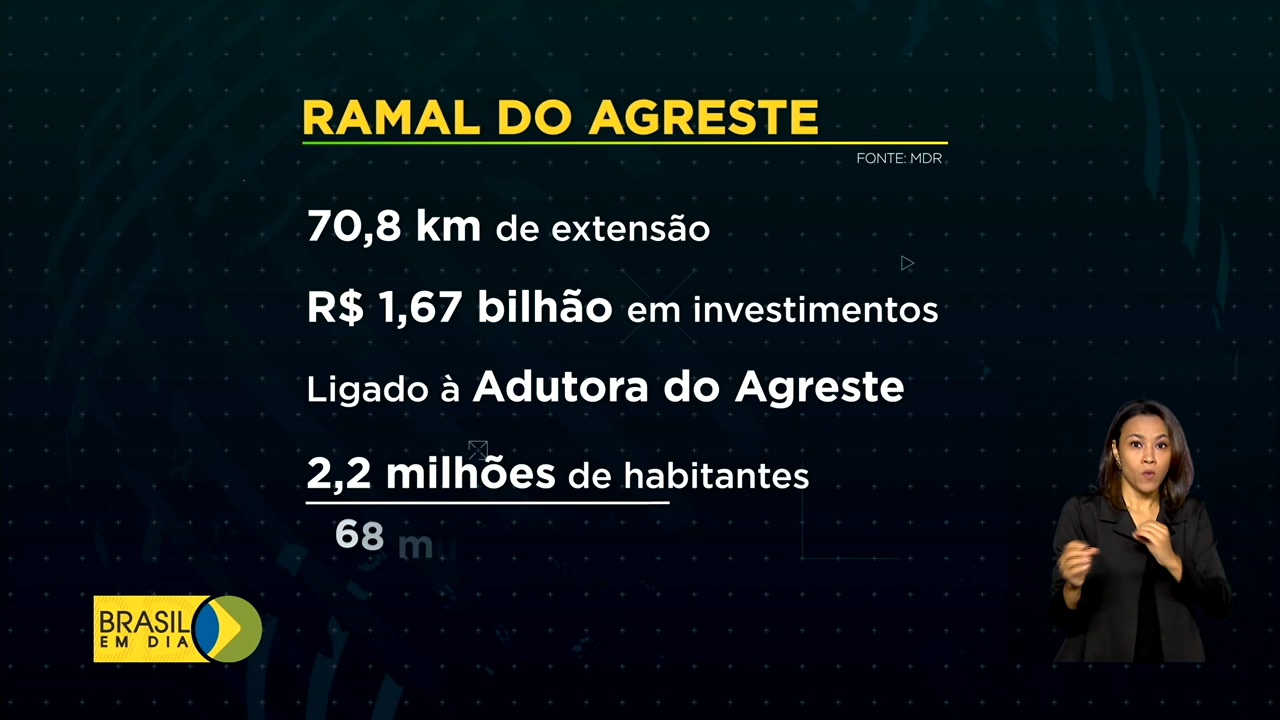 RAMAL DO AGRESTE
FONTE: MDR
70,8 km de extensão
R$ 1,67 bilhão em investimentos
Ligado à Adutora do Agreste
2,2 milhões de habitantes
68
BRASIL
EM DIA